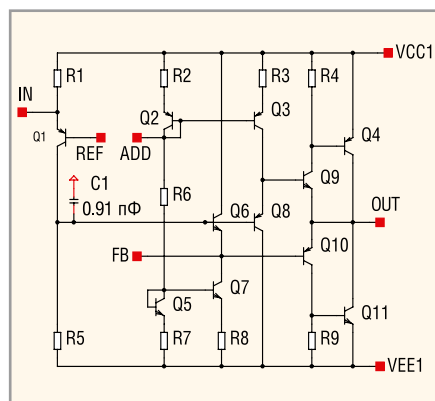 VCC1
R1
R2
R3
R4
IN
Q1
REF
Q2
ADD
Q3
Q4
C1
0.91 пФ
R6
Q9
Q6
Q8
OUT
FB
Q10
Q7
Q5
Q11
R5
R7
R8
R9
VEE1